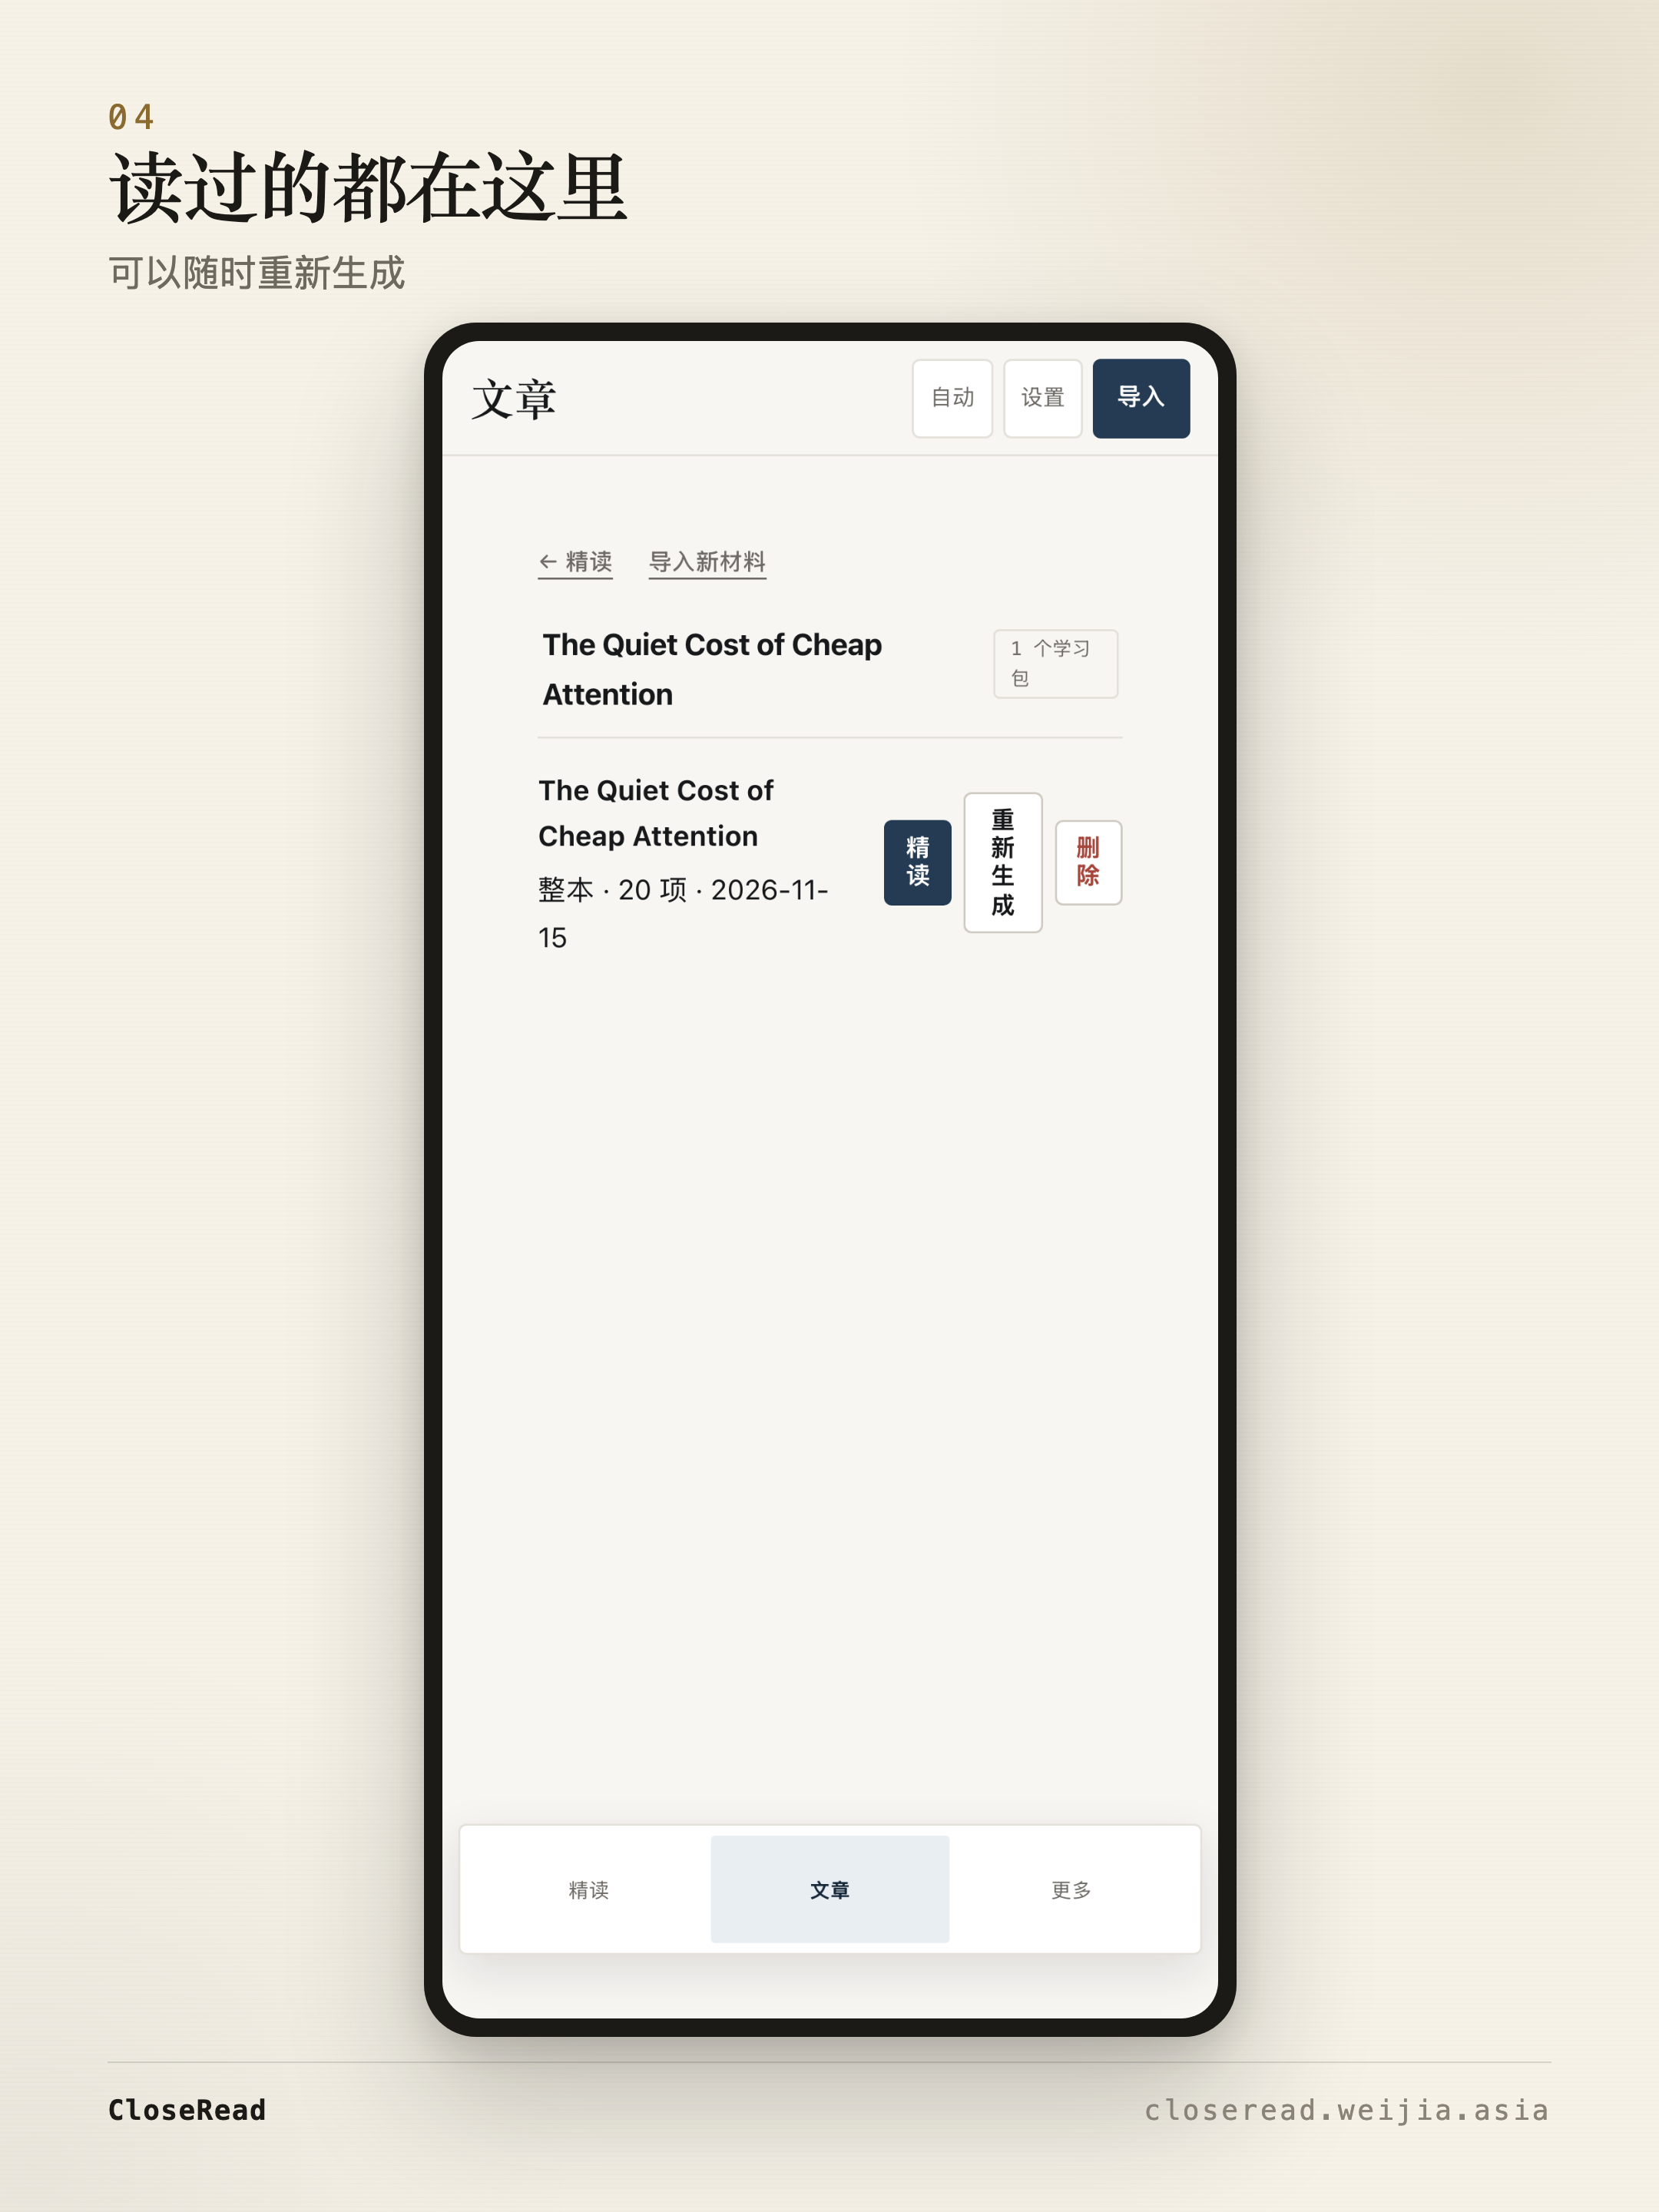 04
读过的都在这里
可以随时重新生成
文章
自动
设置
导入
← 精读
导入新材料
The Quiet Cost of Cheap
Attention
1 个学习
包
The Quiet Cost of
Cheap Attention
整本 · 20 项 · 2026-11-
15
精
读
重
新
生
成
删
除
精读
文章
更多
CloseRead
closeread.weijia.asia